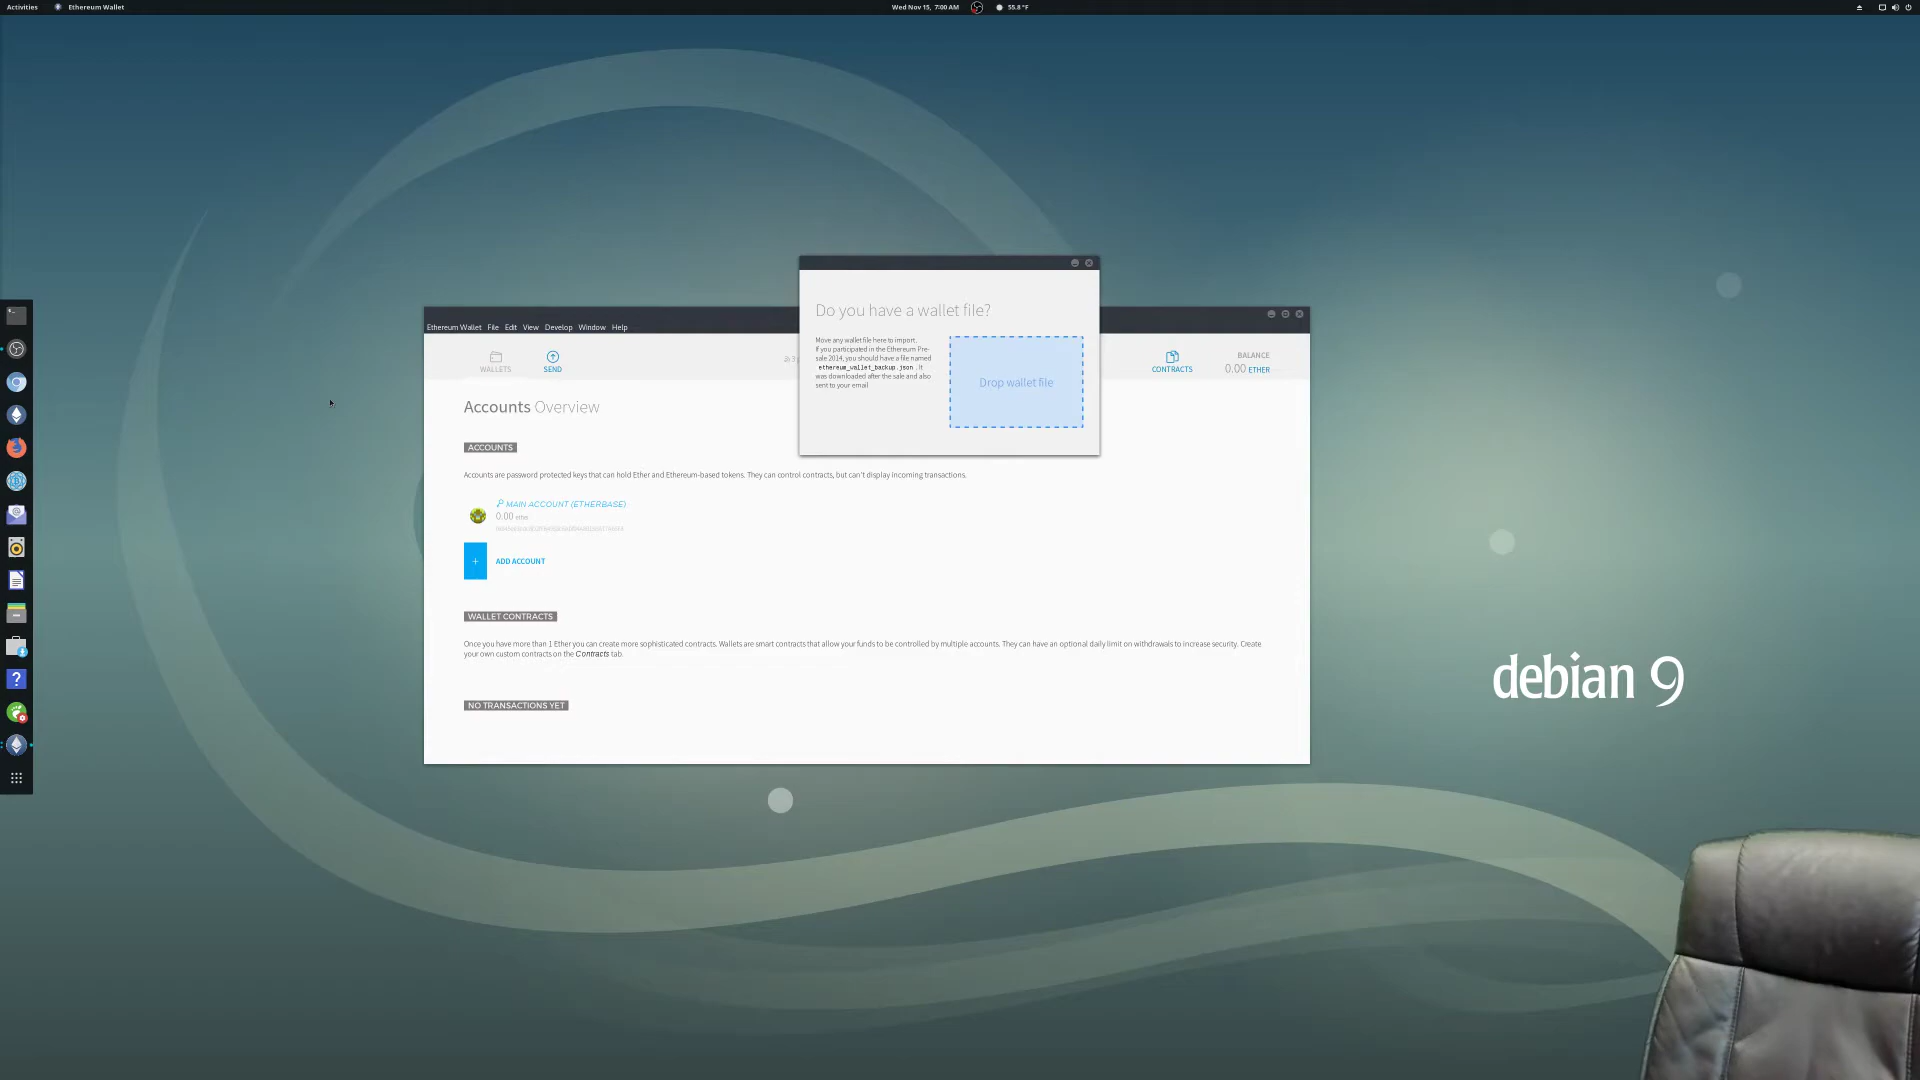 Activities
Ethereum Wallet
Wed Nov 15, 7:00 AM
55.8 °F
Do you have a wallet file?
Move any wallet file here to import.
If you participated in the Ethereum Pre-
sale 2014, you should have a file named
ethereum_wallet_backup.json . It
was downloaded after the sale and also
sent to your email
Drop wallet file
Ethereum Wallet File Edit View Develop Window Help
WALLETS
SEND
CONTRACTS
BALANCE
0.00 ETHER
Accounts Overview
ACCOUNTS
Accounts are password protected keys that can hold Ether and Ethereum-based tokens. They can control contracts, but can't display incoming transactions.
MAIN ACCOUNT (ETHERBASE)
0.00 ether
+ ADD ACCOUNT
WALLET CONTRACTS
Once you have more than 1 Ether you can create more sophisticated contracts. Wallets are smart contracts that allow your funds to be controlled by multiple accounts. They can have an optional daily limit on withdrawals to increase security. Create
your own custom contracts on the Contracts tab.
NO TRANSACTIONS YET
debian 9